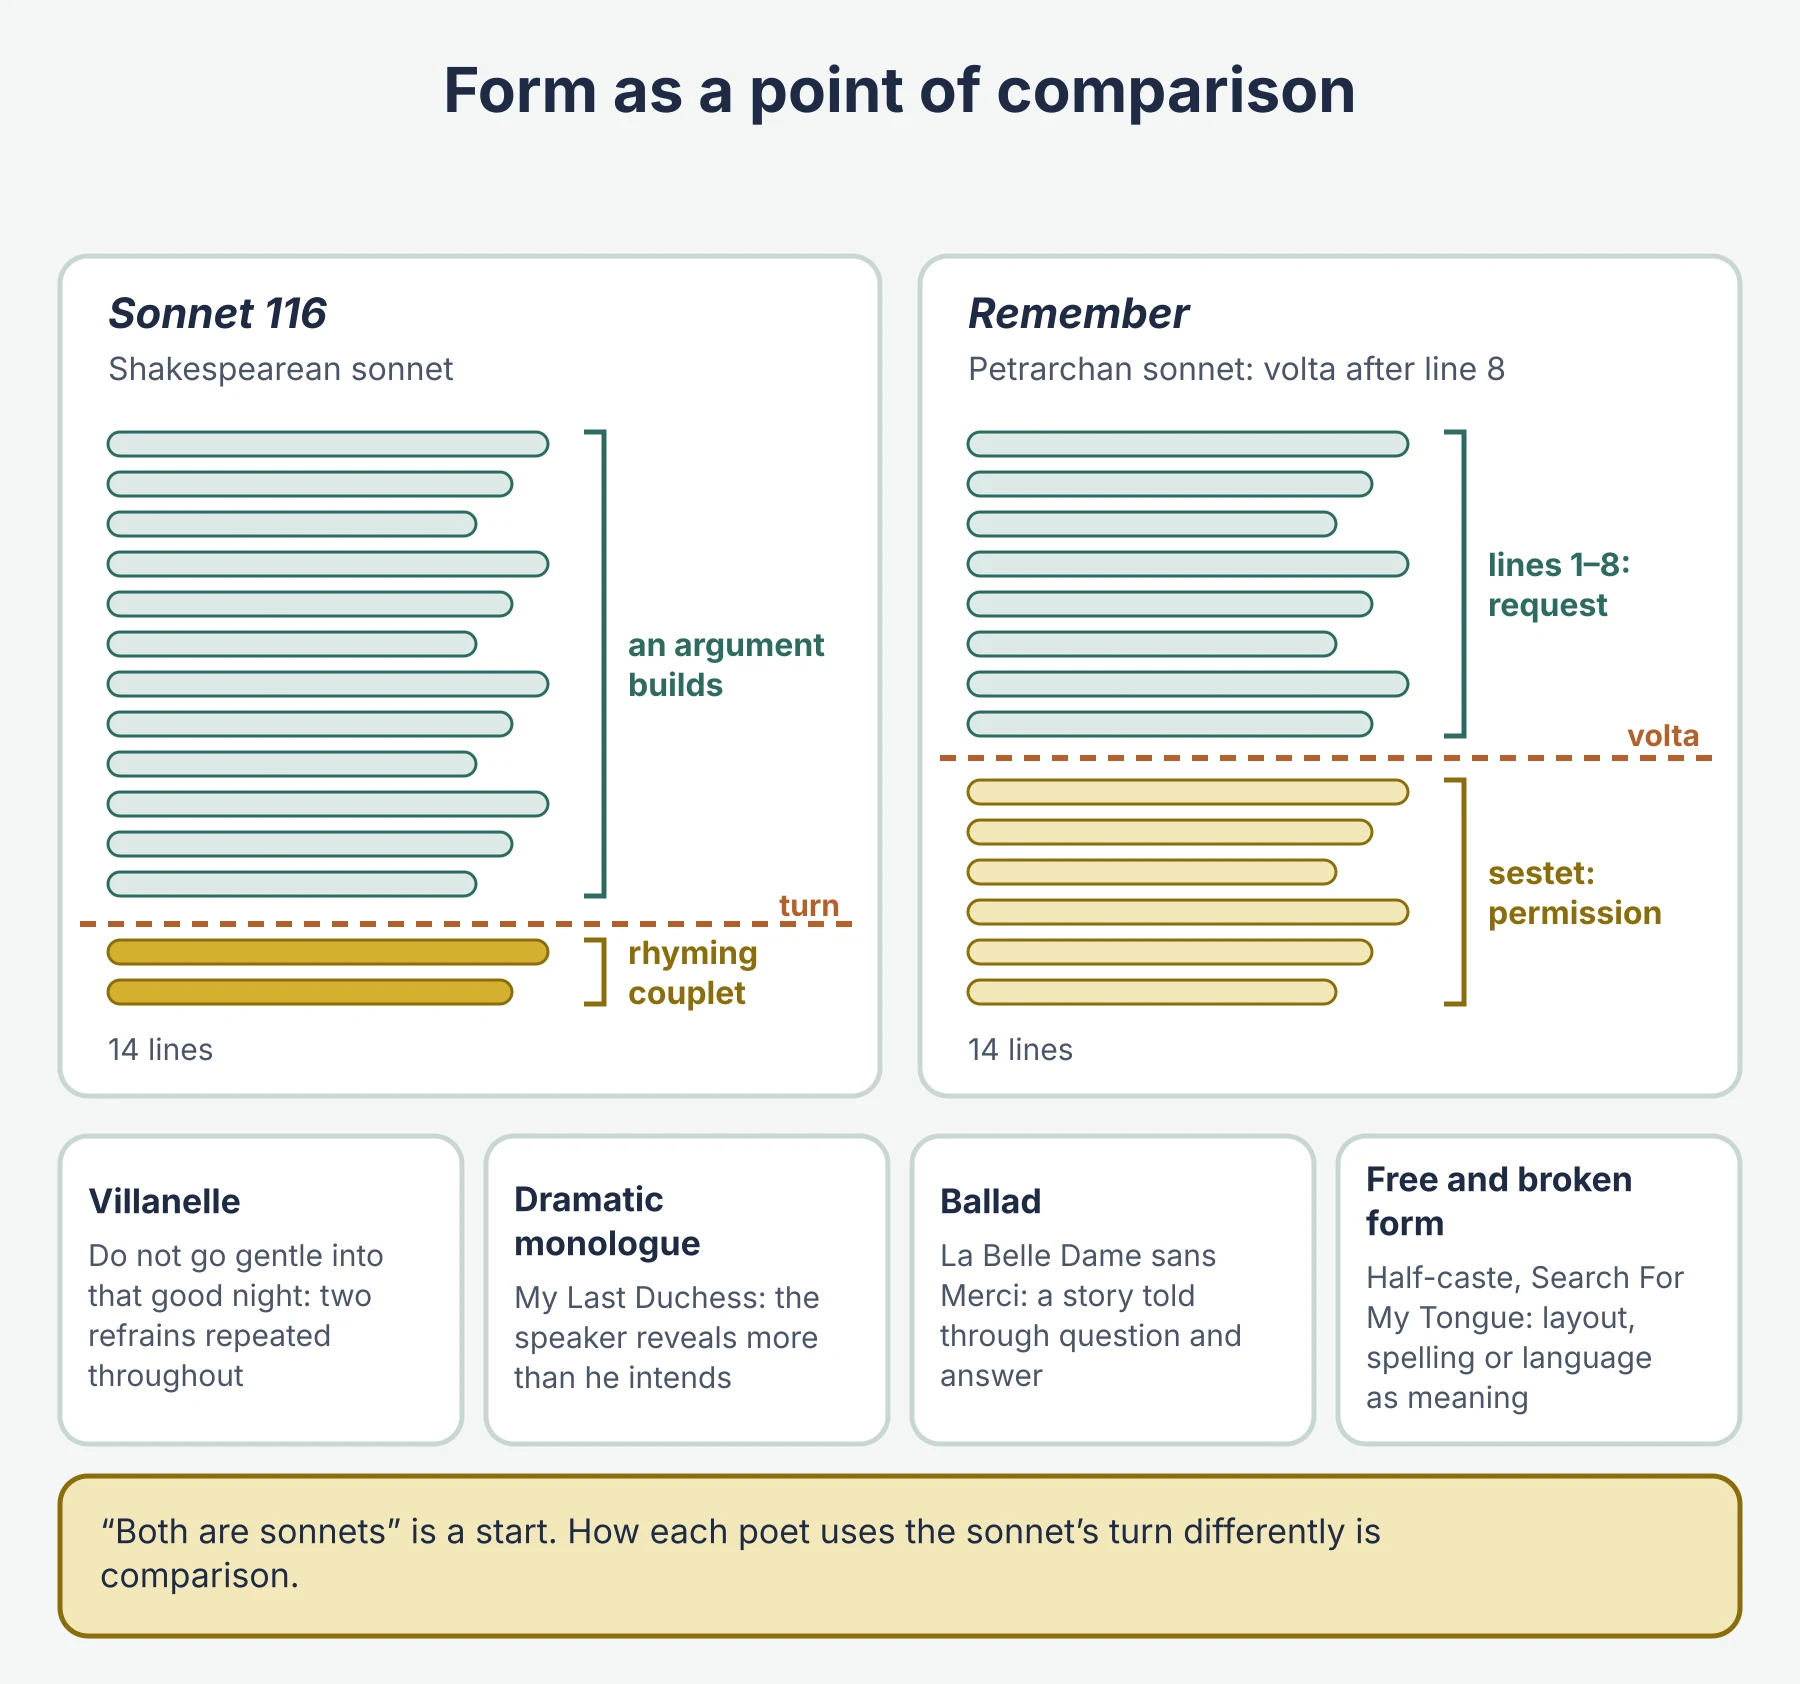 Form as a point of comparison
Sonnet 116
Shakespearean sonnet
an argument
builds
turn
rhyming
couplet
14 lines
Remember
Petrarchan sonnet: volta after line 8
lines 1–8:
request
volta
sestet:
permission
14 lines
Villanelle
Do not go gentle into
that good night: two
refrains repeated
throughout
Dramatic
monologue
My Last Duchess: the
speaker reveals more
than he intends
Ballad
La Belle Dame sans
Merci: a story told
through question and
answer
Free and broken
form
Half-caste, Search For
My Tongue: layout,
spelling or language
as meaning
“Both are sonnets” is a start. How each poet uses the sonnet’s turn differently is
comparison.